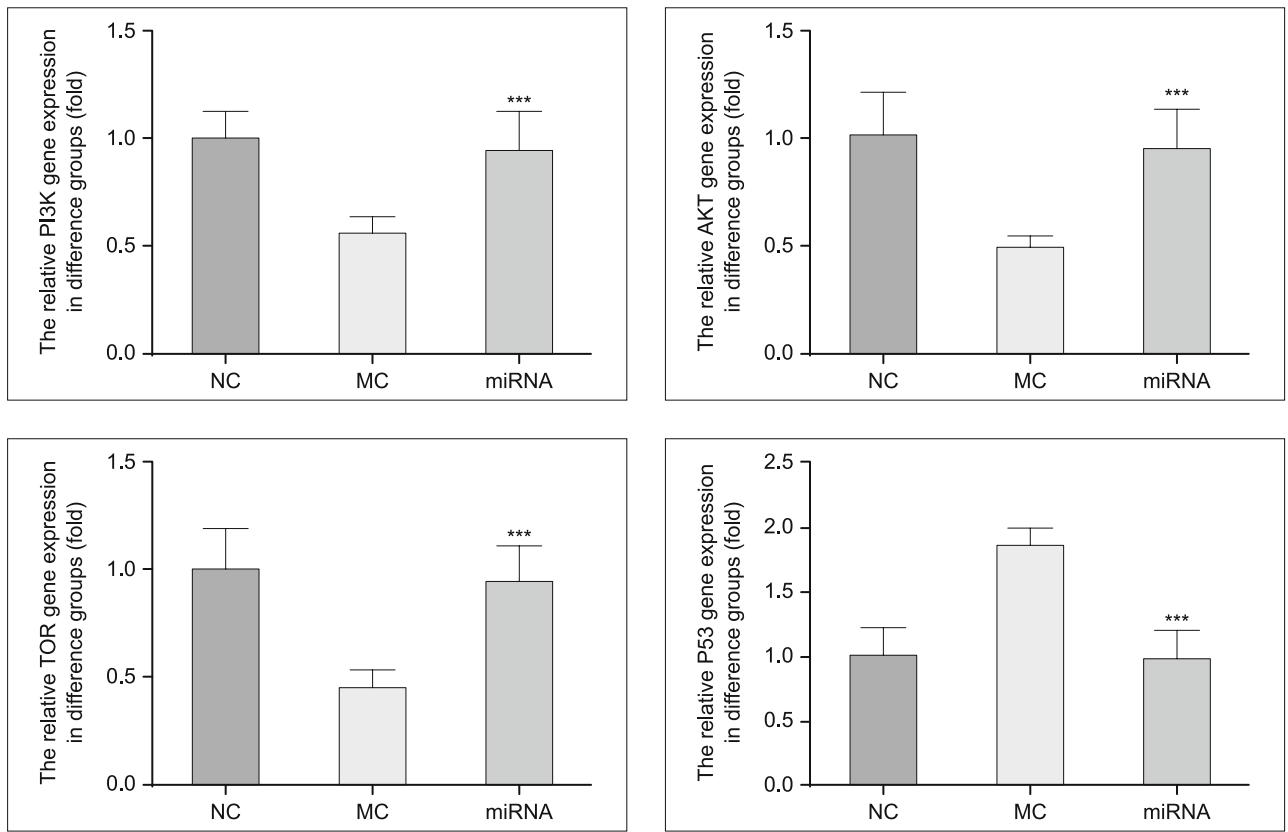 The relative PI3K gene expression
in difference groups (fold)
1.5
1.0
0.5
0.0
***
NC
MC
miRNA
The relative AKT gene expression
in difference groups (fold)
1.5
1.0
0.5
0.0
***
NC
MC
miRNA
The relative TOR gene expression
in difference groups (fold)
1.5
1.0
0.5
0.0
***
NC
MC
miRNA
The relative P53 gene expression
in difference groups (fold)
2.5
2.0
1.5
1.0
0.5
0.0
***
NC
MC
miRNA